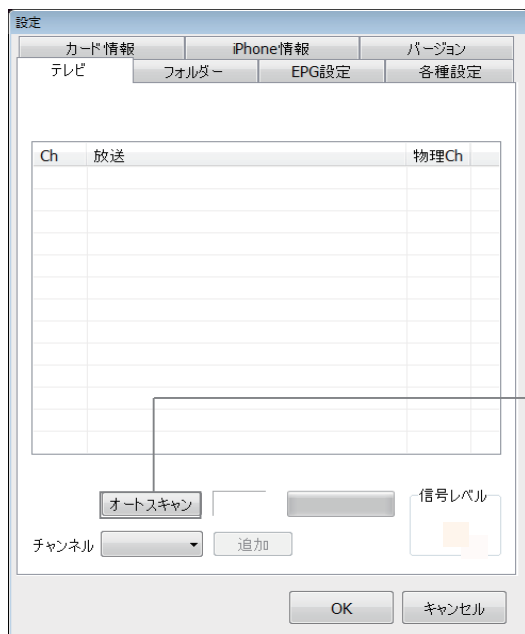 設定
カード情報 iPhone情報 バージョン
テレビ フォルダー EPG設定 各種設定
Ch 放送 物理Ch
オートスキャン 信号レベル
チャンネル 追加
OK キャンセル